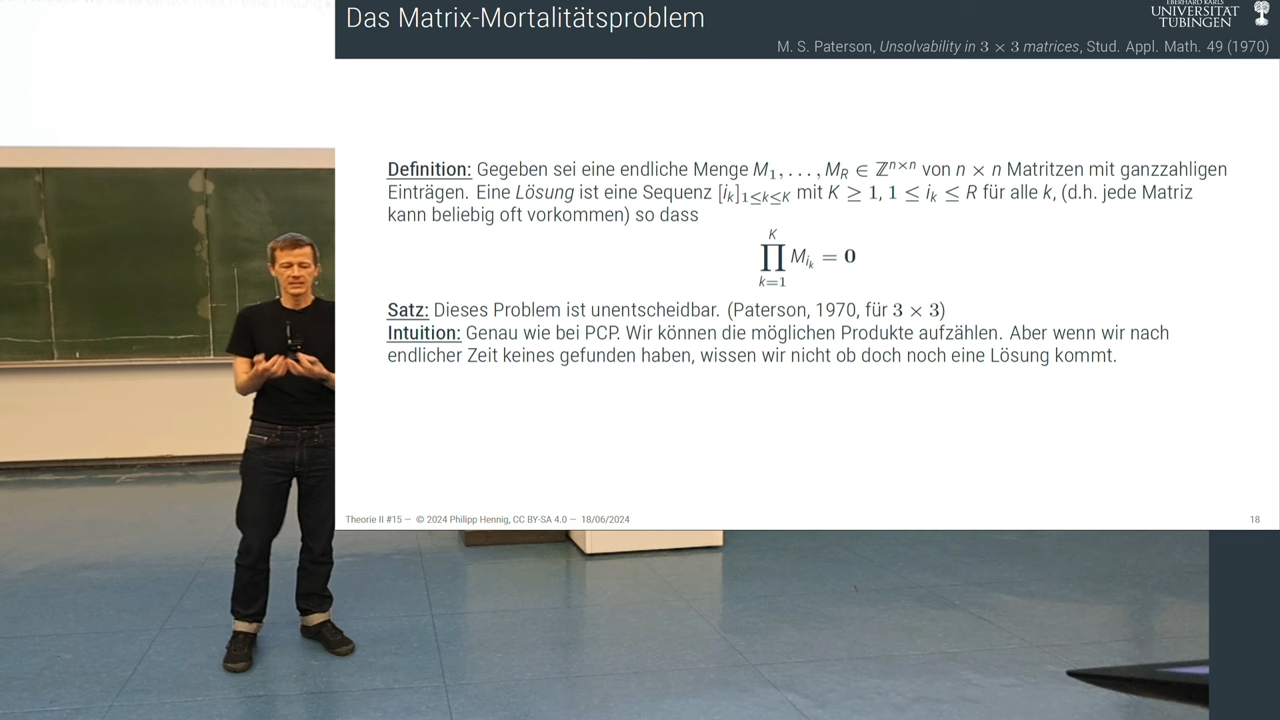 Das Matrix-Mortalitätsproblem
EBERHARD KARLS
UNIVERSITÄT
TÜBINGEN
M. S. Paterson, Unsolvability in 3 × 3 matrices, Stud. Appl. Math. 49 (1970)
Definition: Gegeben sei eine endliche Menge M₁, . . . , M_R ∈ ℤⁿˣⁿ von n × n Matritzen mit ganzzahligen
Einträgen. Eine Lösung ist eine Sequenz [i_k]_{1≤k≤K} mit K ≥ 1, 1 ≤ i_k ≤ R für alle k, (d.h. jede Matriz
kann beliebig oft vorkommen) so dass
∏_{k=1}^{K} M_{i_k} = 0
Satz: Dieses Problem ist unentscheidbar. (Paterson, 1970, für 3 × 3)
Intuition: Genau wie bei PCP. Wir können die möglichen Produkte aufzählen. Aber wenn wir nach
endlicher Zeit keines gefunden haben, wissen wir nicht ob doch noch eine Lösung kommt.
Theorie II #15 — © 2024 Philipp Hennig, CC BY-SA 4.0 — 18/06/2024
18